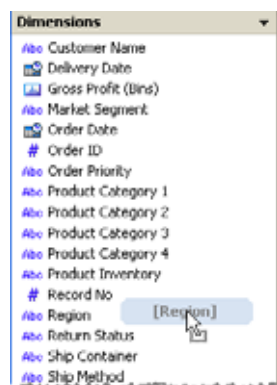 Dimensions
Abc Customer Name
Delivery Date
Gross Profit (Bins)
Abc Market Segment
Order Date
# Order ID
Abc Order Priority
Abc Product Category 1
Abc Product Category 2
Abc Product Category 3
Abc Product Category 4
Abc Product Inventory
# Record No
Abc Region
[Region]
Abc Return Status
Abc Ship Container
Abc Ship Method